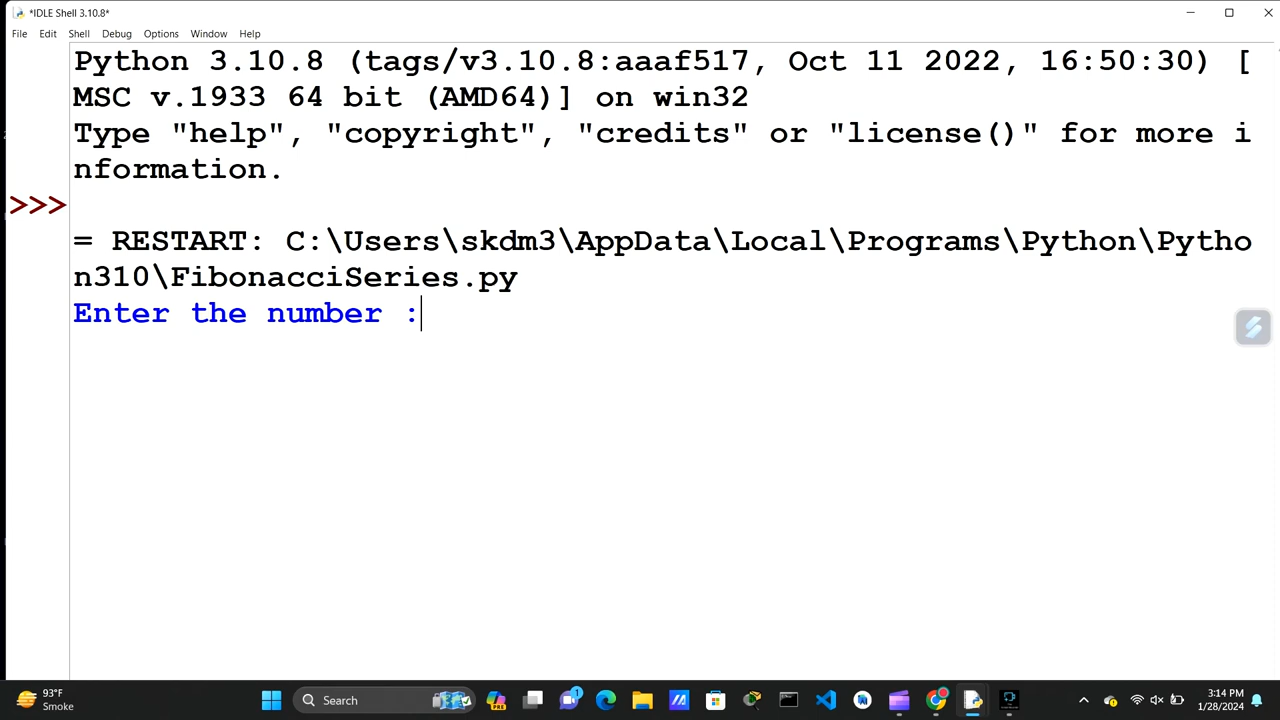 *IDLE Shell 3.10.8*
File Edit Shell Debug Options Window Help
Python 3.10.8 (tags/v3.10.8:aaaf517, Oct 11 2022, 16:50:30) [
MSC v.1933 64 bit (AMD64)] on win32
Type "help", "copyright", "credits" or "license()" for more i
nformation.
>>>
= RESTART: C:\Users\skdm3\AppData\Local\Programs\Python\Pytho
n310\FibonacciSeries.py
Enter the number :
93°F
Smoke
Search
PRE
1
3:14 PM
1/28/2024